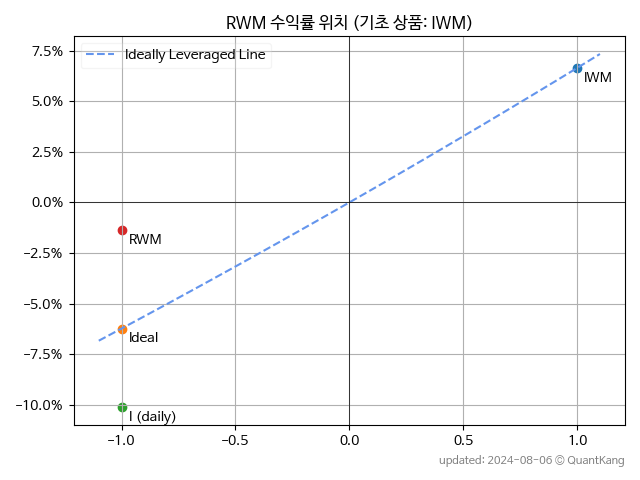 RWM 수익률 위치 (기초 상품: IWM)
Ideally Leveraged Line
7.5%
5.0%
2.5%
0.0%
−2.5%
−5.0%
−7.5%
−10.0%
IWM
RWM
Ideal
I (daily)
−1.0 −0.5 0.0 0.5 1.0
updated: 2024-08-06 © QuantKang